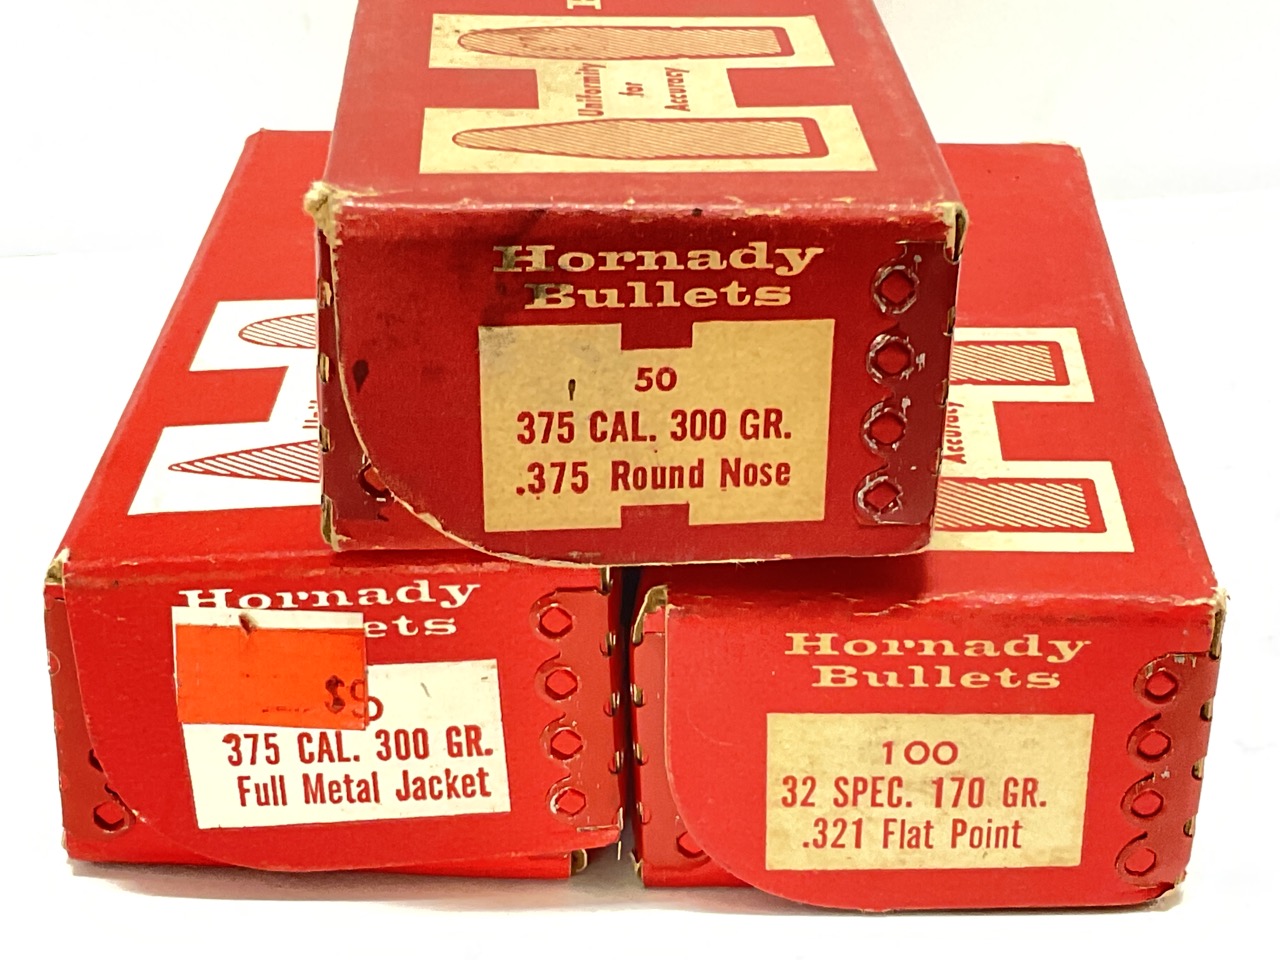 Uniformity
for
Accuracy
Hornady
Bullets
50
375 CAL. 300 GR.
.375 Round Nose
Accuracy
Hornady
ets
375 CAL. 300 GR.
Full Metal Jacket
Hornady
Bullets
100
32 SPEC. 170 GR.
.321 Flat Point